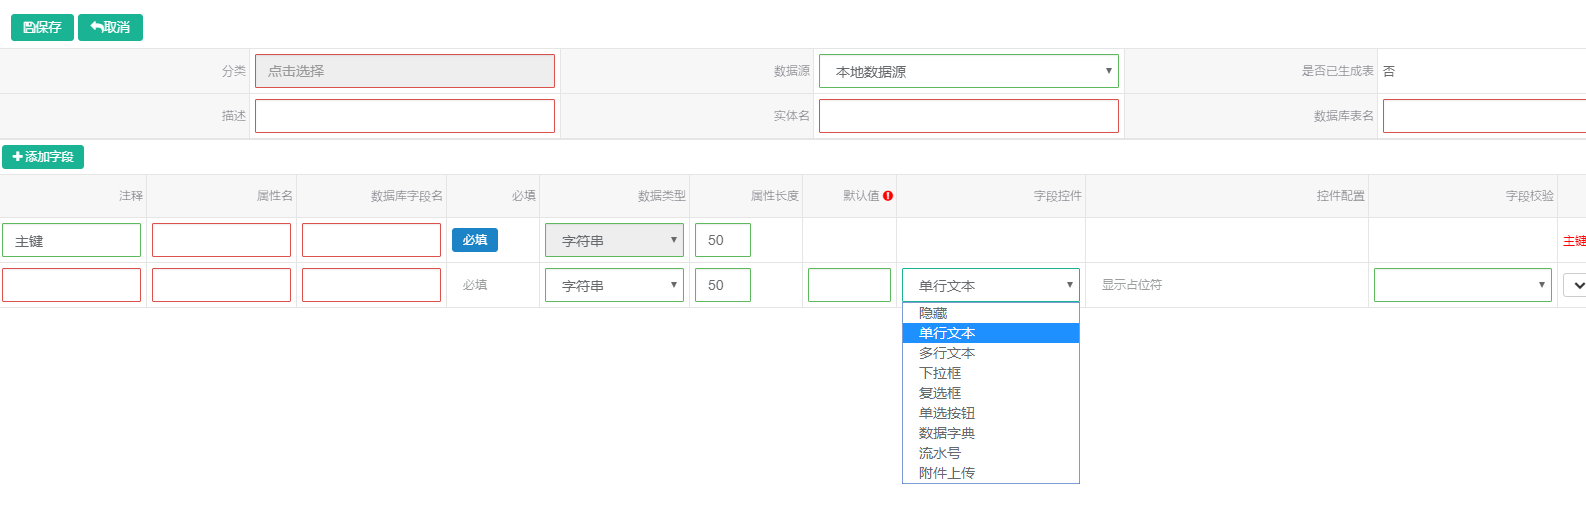 保存 取消
分类 点击选择 数据源 本地数据源 是否已生成表 否
描述 实体名 数据库表名
添加字段
注释 属性名 数据库字段名 必填 数据类型 属性长度 默认值 字段控件 控件配置 字段校验
主键 必填 字符串 50 主键
必填 字符串 50 单行文本 显示占位符
隐藏
单行文本
多行文本
下拉框
复选框
单选按钮
数据字典
流水号
附件上传